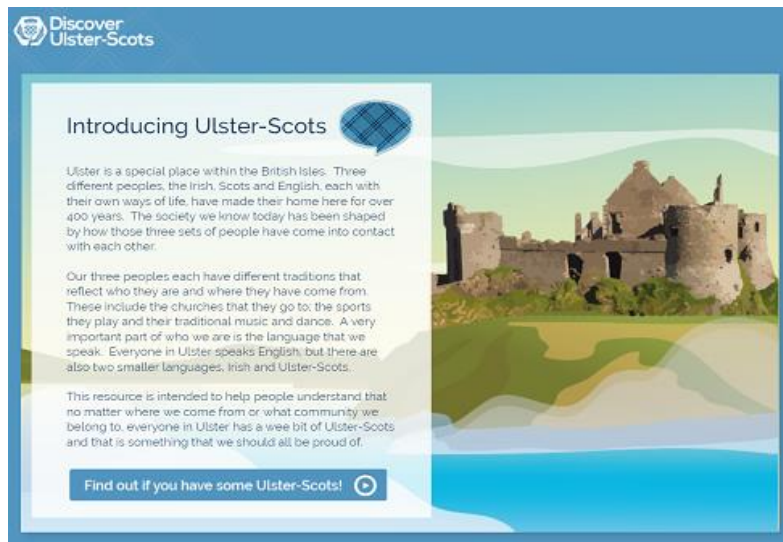 Discover
Ulster-Scots
Introducing Ulster-Scots
Ulster is a special place within the British Isles. Three
different peoples, the Irish, Scots and English, each with
their own ways of life, have made their home here for over
400 years. The society we know today has been shaped
by how those three sets of people have come into contact
with each other.
Our three peoples each have different traditions that
reflect who they are and where they have come from.
These include the churches that they go to; the sports
they play and their traditional music and dance. A very
important part of who we are is the language that we
speak. Everyone in Ulster speaks English, but there are
also two smaller languages, Irish and Ulster-Scots.
This resource is intended to help people understand that
no matter where we come from or what community we
belong to, everyone in Ulster has a wee bit of Ulster-Scots
and that is something that we should all be proud of.
Find out if you have some Ulster-Scots!